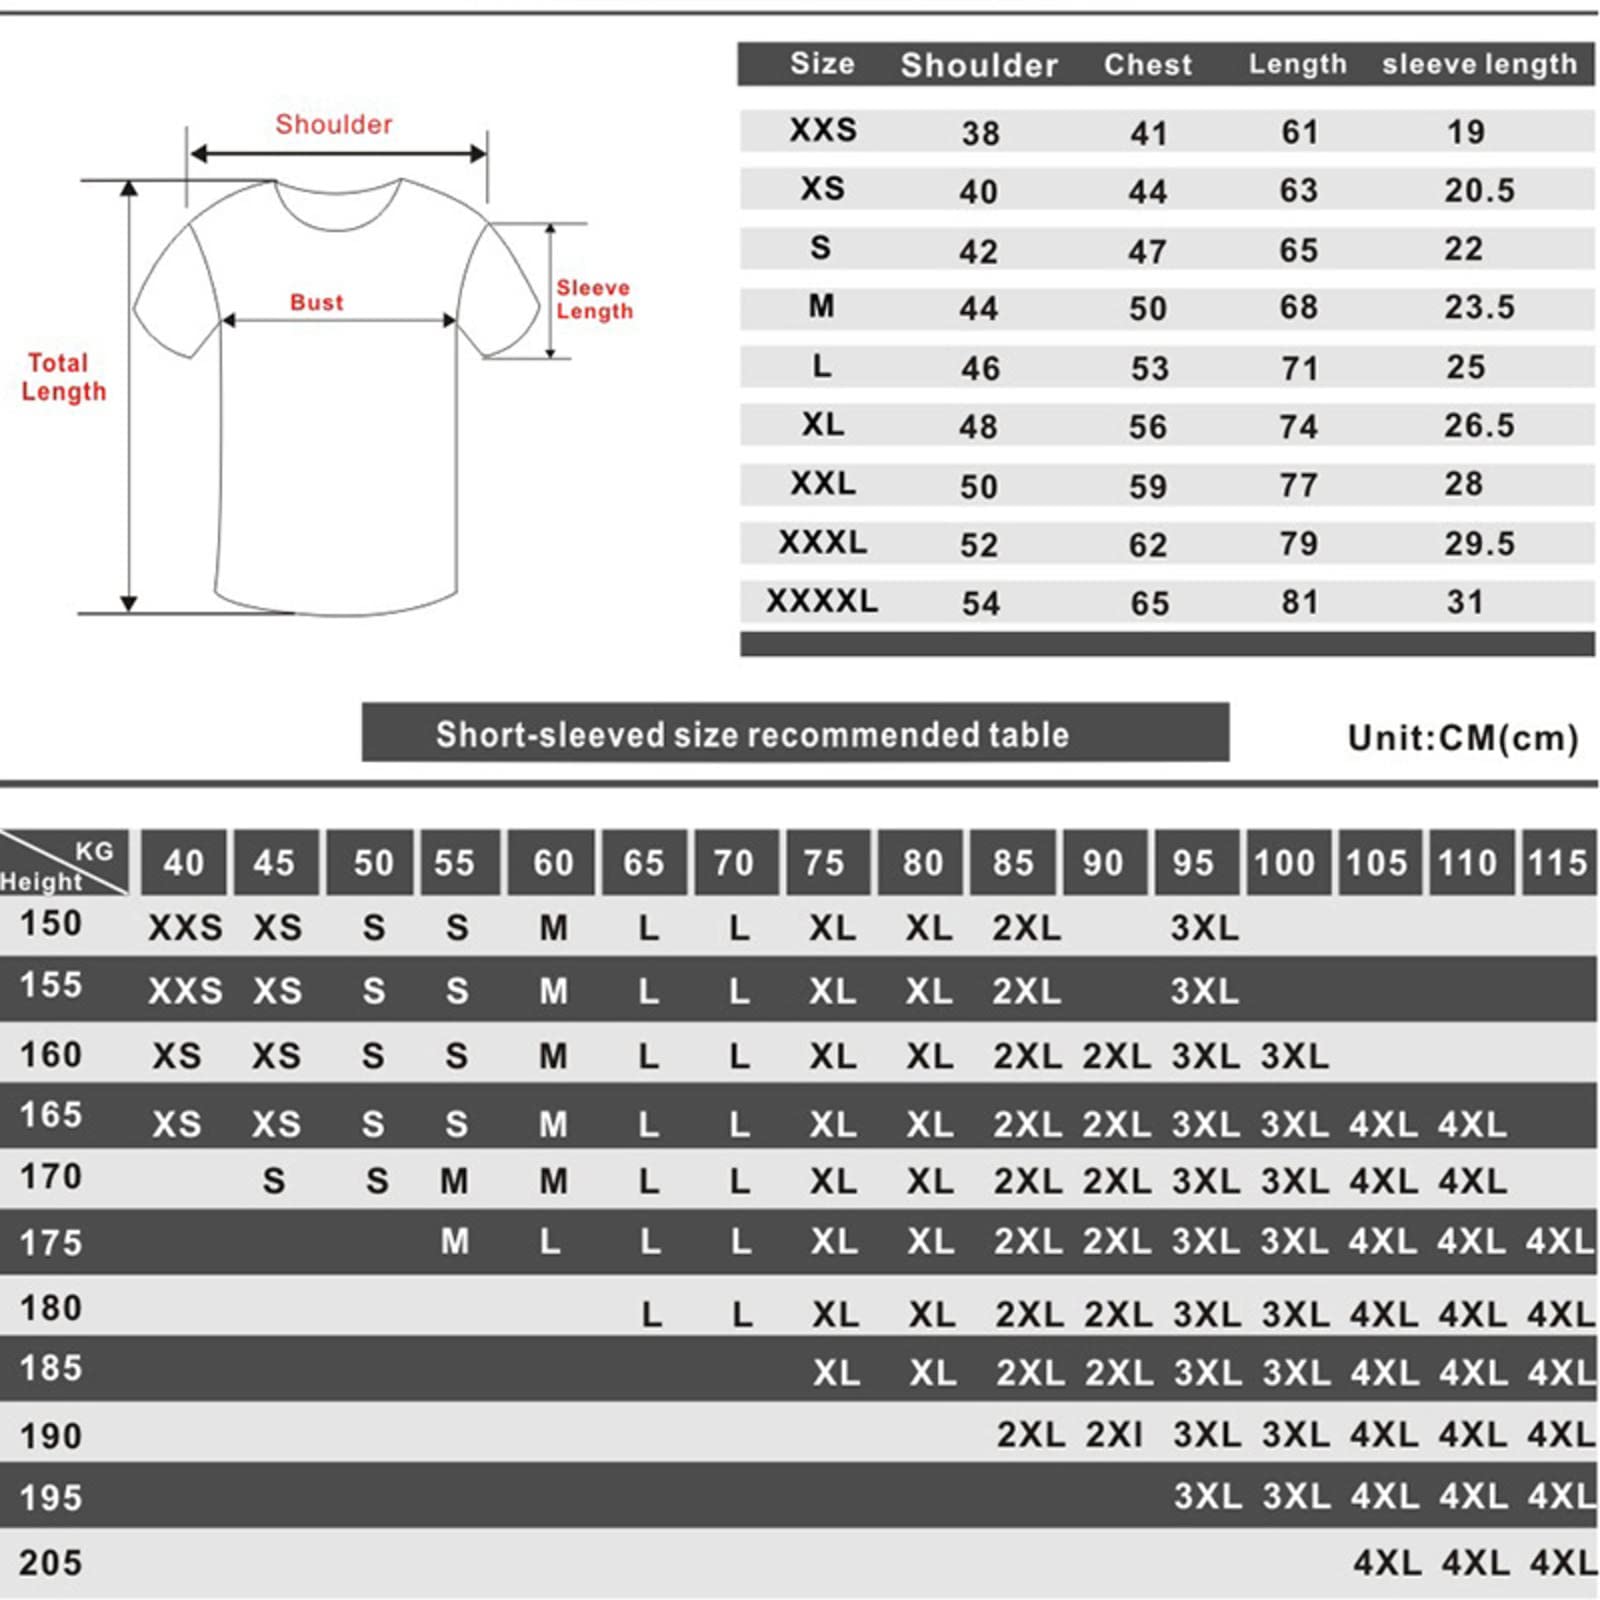 Size Shoulder Chest Length sleeve length
XXS 38 41 61 19
XS 40 44 63 20.5
S 42 47 65 22
M 44 50 68 23.5
L 46 53 71 25
XL 48 56 74 26.5
XXL 50 59 77 28
XXXL 52 62 79 29.5
XXXXL 54 65 81 31
Shoulder
Bust
Sleeve
Length
Total
Length
Short-sleeved size recommended table
Unit:CM(cm)
KG
Height
40 45 50 55 60 65 70 75 80 85 90 95 100 105 110 115
150 XXS XS S S M L L XL XL 2XL 3XL
155 XXS XS S S M L L XL XL 2XL 3XL
160 XS XS S S M L L XL XL 2XL 2XL 3XL 3XL
165 XS XS S S M L L XL XL 2XL 2XL 3XL 3XL 4XL 4XL
170 S S M M L L XL XL 2XL 2XL 3XL 3XL 4XL 4XL
175 M L L L XL XL 2XL 2XL 3XL 3XL 4XL 4XL 4XL
180 L L XL XL 2XL 2XL 3XL 3XL 4XL 4XL 4XL
185 XL XL 2XL 2XL 3XL 3XL 4XL 4XL 4XL
190 2XL 2XI 3XL 3XL 4XL 4XL 4XL
195 3XL 3XL 4XL 4XL 4XL
205 4XL 4XL 4XL